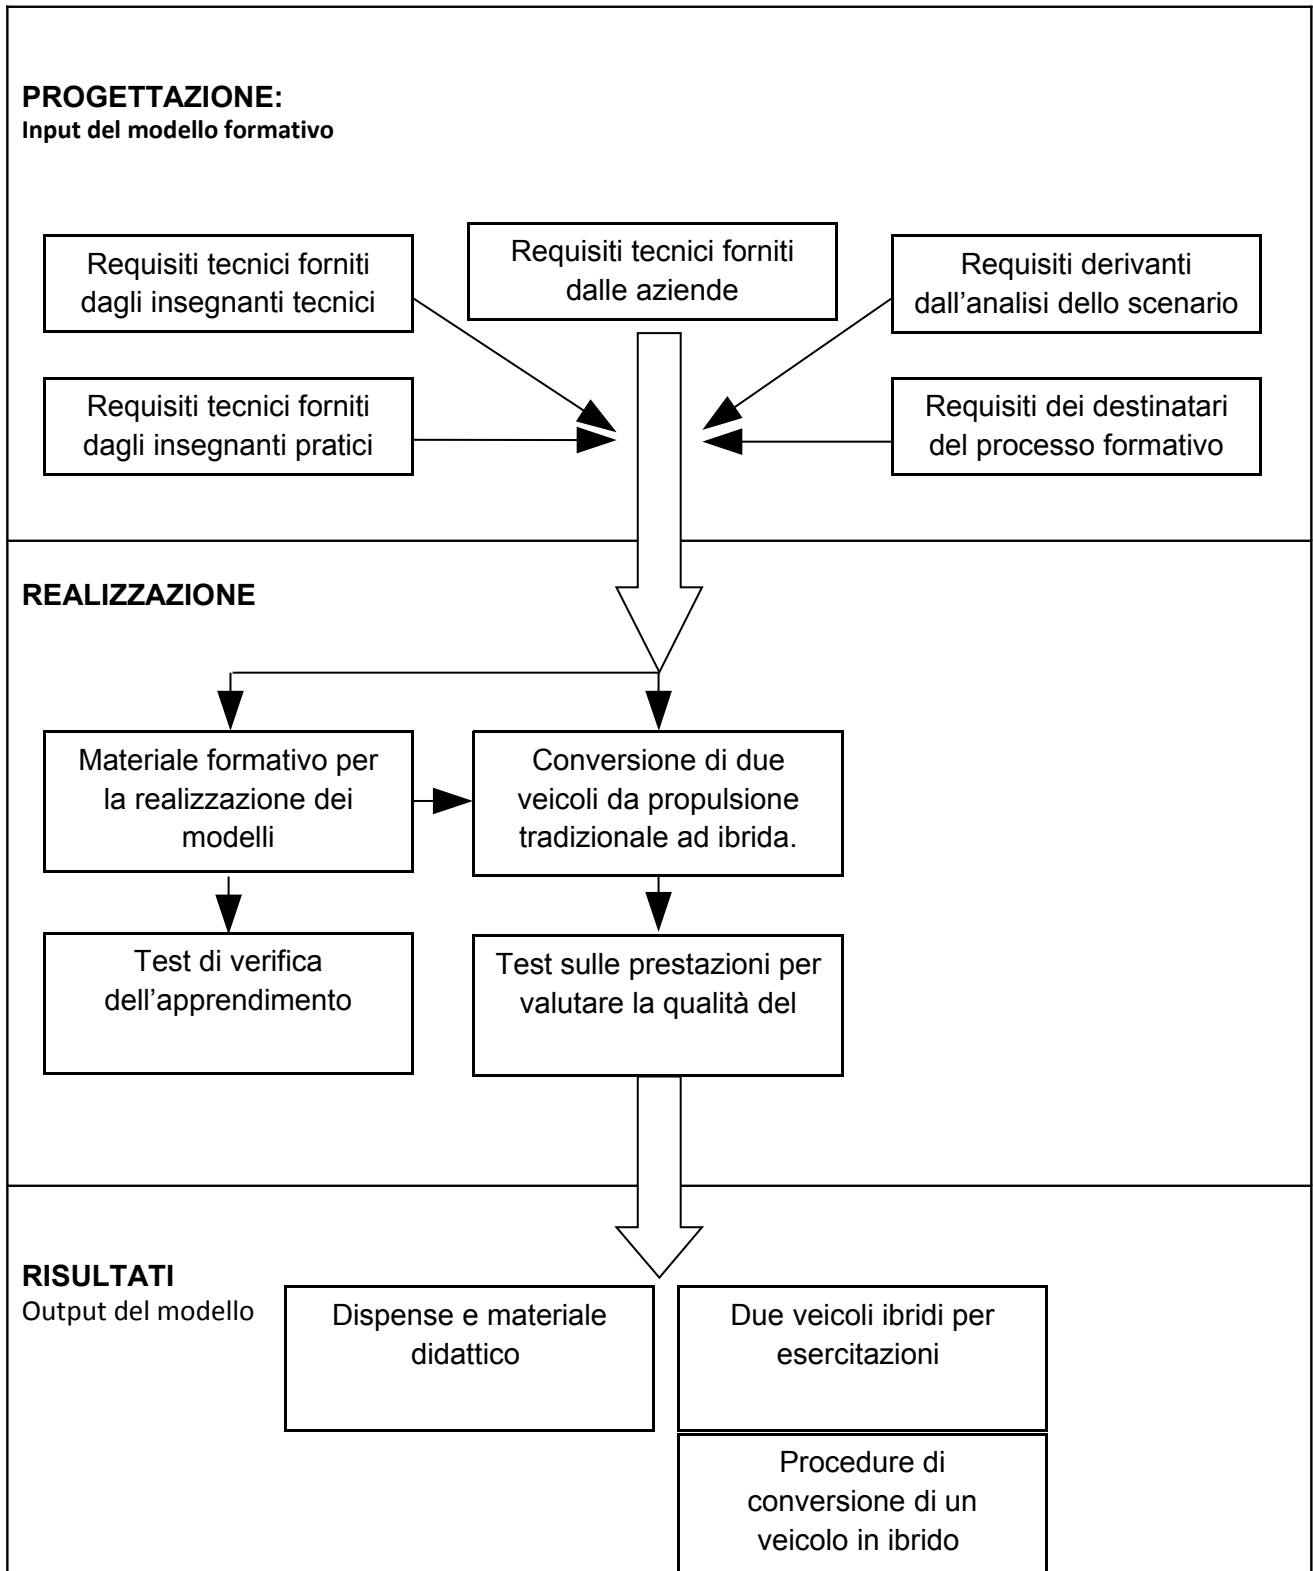 PROGETTAZIONE:
Input del modello formativo
Requisiti tecnici forniti
dagli insegnanti tecnici
Requisiti tecnici forniti
dalle aziende
Requisiti derivanti
dall’analisi dello scenario
Requisiti tecnici forniti
dagli insegnanti pratici
Requisiti dei destinatari
del processo formativo
REALIZZAZIONE
Materiale formativo per
la realizzazione dei
modelli
Conversione di due
veicoli da propulsione
tradizionale ad ibrida.
Test di verifica
dell’apprendimento
Test sulle prestazioni per
valutare la qualità del
RISULTATI
Output del modello
Dispense e materiale
didattico
Due veicoli ibridi per
esercitazioni
Procedure di
conversione di un
veicolo in ibrido